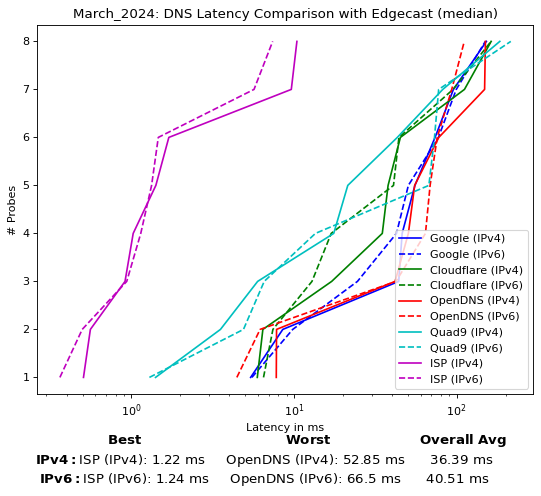 March_2024: DNS Latency Comparison with Edgecast (median)
8
7
6
5
4
3
2
1
# Probes
Google (IPv4)
Google (IPv6)
Cloudflare (IPv4)
Cloudflare (IPv6)
OpenDNS (IPv4)
OpenDNS (IPv6)
Quad9 (IPv4)
Quad9 (IPv6)
ISP (IPv4)
ISP (IPv6)
10⁰ 10¹ 10²
Latency in ms
Best Worst Overall Avg
IPv4: ISP (IPv4): 1.22 ms OpenDNS (IPv4): 52.85 ms 36.39 ms
IPv6: ISP (IPv6): 1.24 ms OpenDNS (IPv6): 66.5 ms 40.51 ms